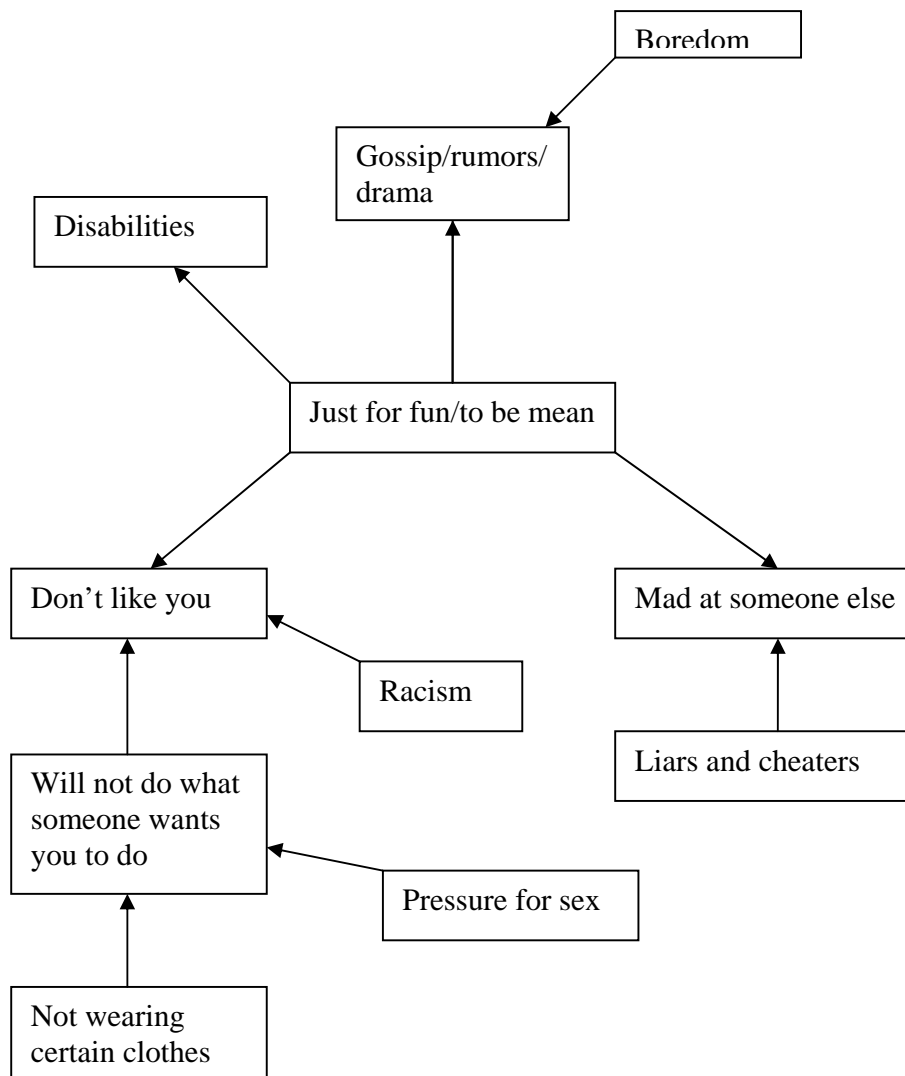 Boredom
Gossip/rumors/
drama
Disabilities
Just for fun/to be mean
Don’t like you
Mad at someone else
Racism
Liars and cheaters
Will not do what
someone wants
you to do
Pressure for sex
Not wearing
certain clothes